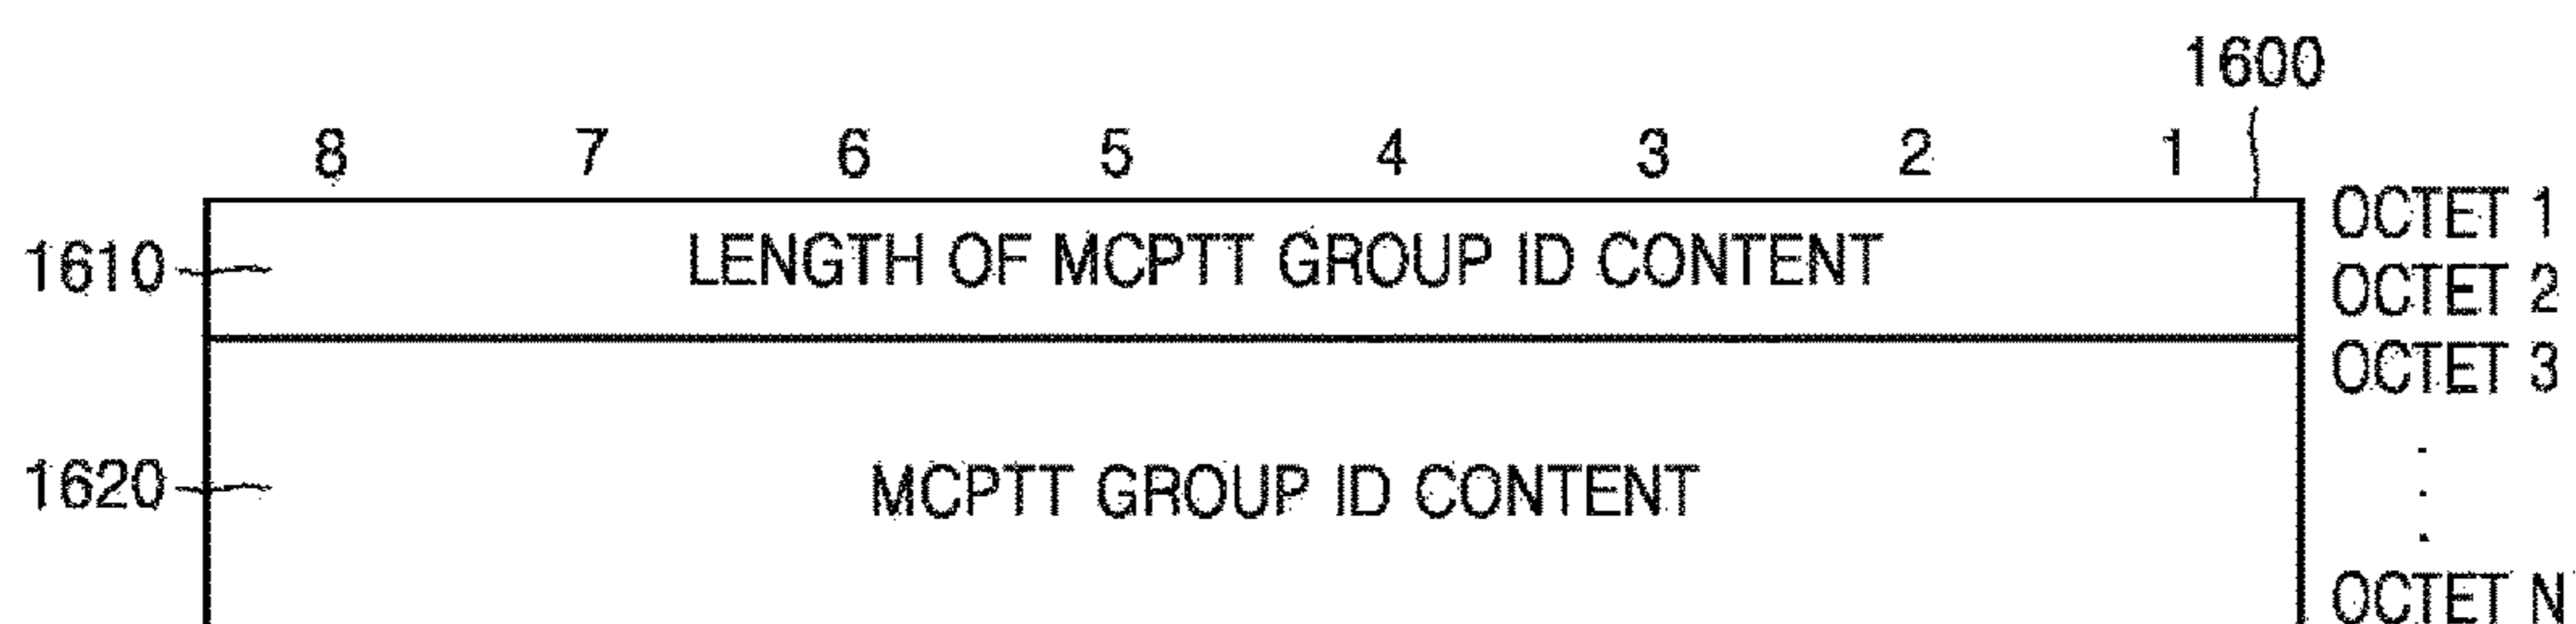 1600
8 7 6 5 4 3 2 1
OCTET 1
1610 LENGTH OF MCPTT GROUP ID CONTENT
OCTET 2
OCTET 3
1620 MCPTT GROUP ID CONTENT
OCTET N